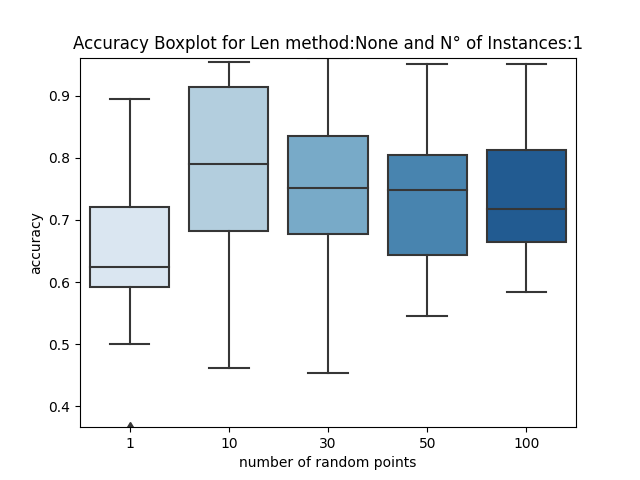 Accuracy Boxplot for Len method:None and N° of Instances:1
accuracy
0.9
0.8
0.7
0.6
0.5
0.4
1 10 30 50 100
number of random points